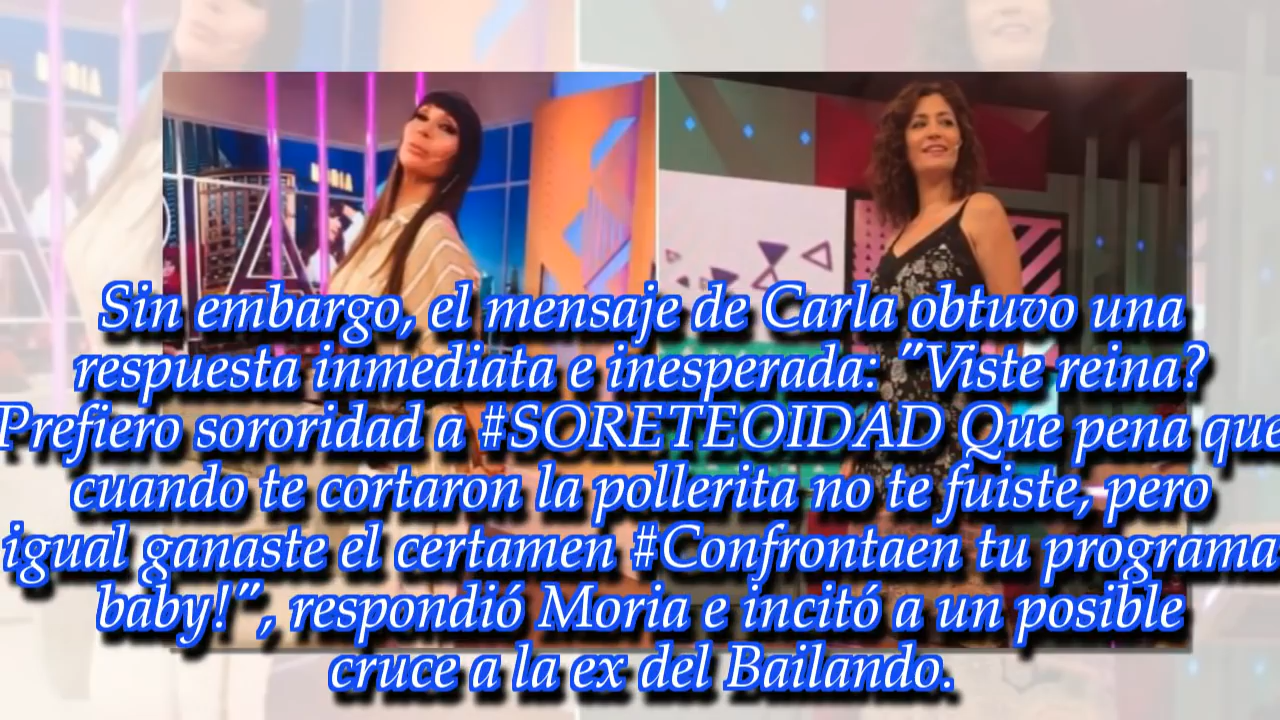 MORIA
A
Sin embargo, el mensaje de Carla obtuvo una
respuesta inmediata e inesperada: "Viste reina?
Prefiero sororidad a #SORETEOIDAD Que pena que
cuando te cortaron la pollerita no te fuiste, pero
igual ganaste el certamen #Confrontaen tu programa
baby!", respondió Moria e incitó a un posible
cruce a la ex del Bailando.